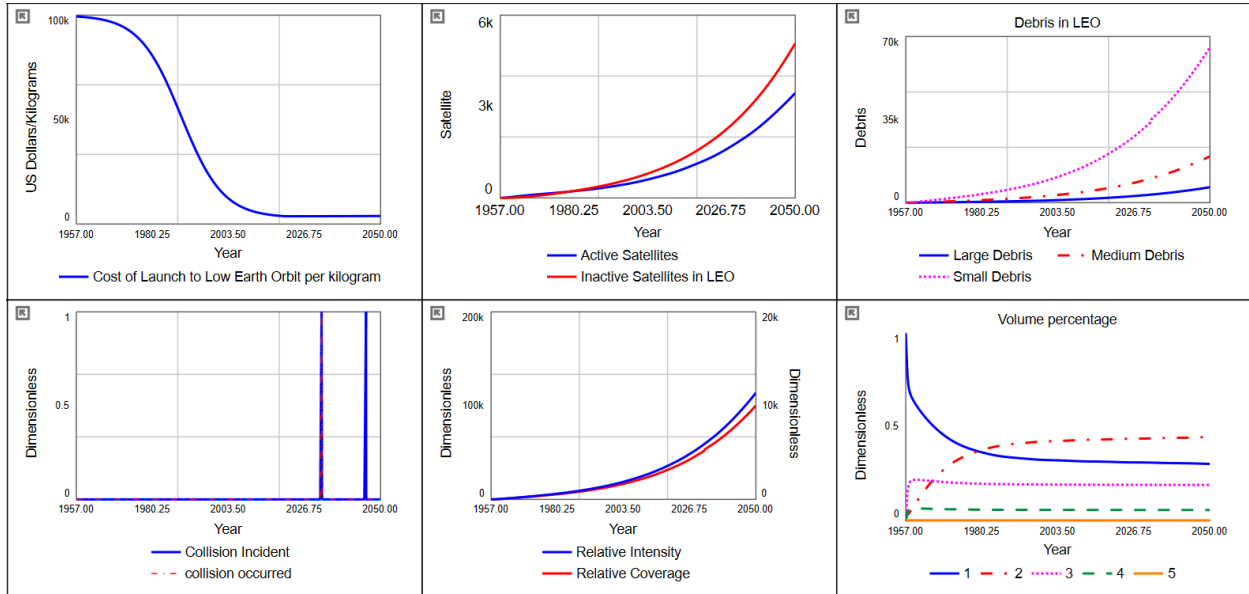 100k
50k
0
US Dollars/Kilograms
1957.00 1980.25 2003.50 2026.75 2050.00
Year
Cost of Launch to Low Earth Orbit per kilogram
6k
3k
0
Satellite
1957.00 1980.25 2003.50 2026.75 2050.00
Year
Active Satellites
Inactive Satellites in LEO
Debris in LEO
70k
35k
0
Debris
1957.00 1980.25 2003.50 2026.75 2050.00
Year
Large Debris Medium Debris
Small Debris
1
0.5
0
Dimensionless
1957.00 1980.25 2003.50 2026.75 2050.00
Year
Collision Incident
collision occurred
200k 20k
100k 10k
0 0
Dimensionless
Dimensionless
1957.00 1980.25 2003.50 2026.75 2050.00
Year
Relative Intensity
Relative Coverage
Volume percentage
1
0.5
0
Dimensionless
1957.00 1980.25 2003.50 2026.75 2050.00
Year
1 2 3 4 5